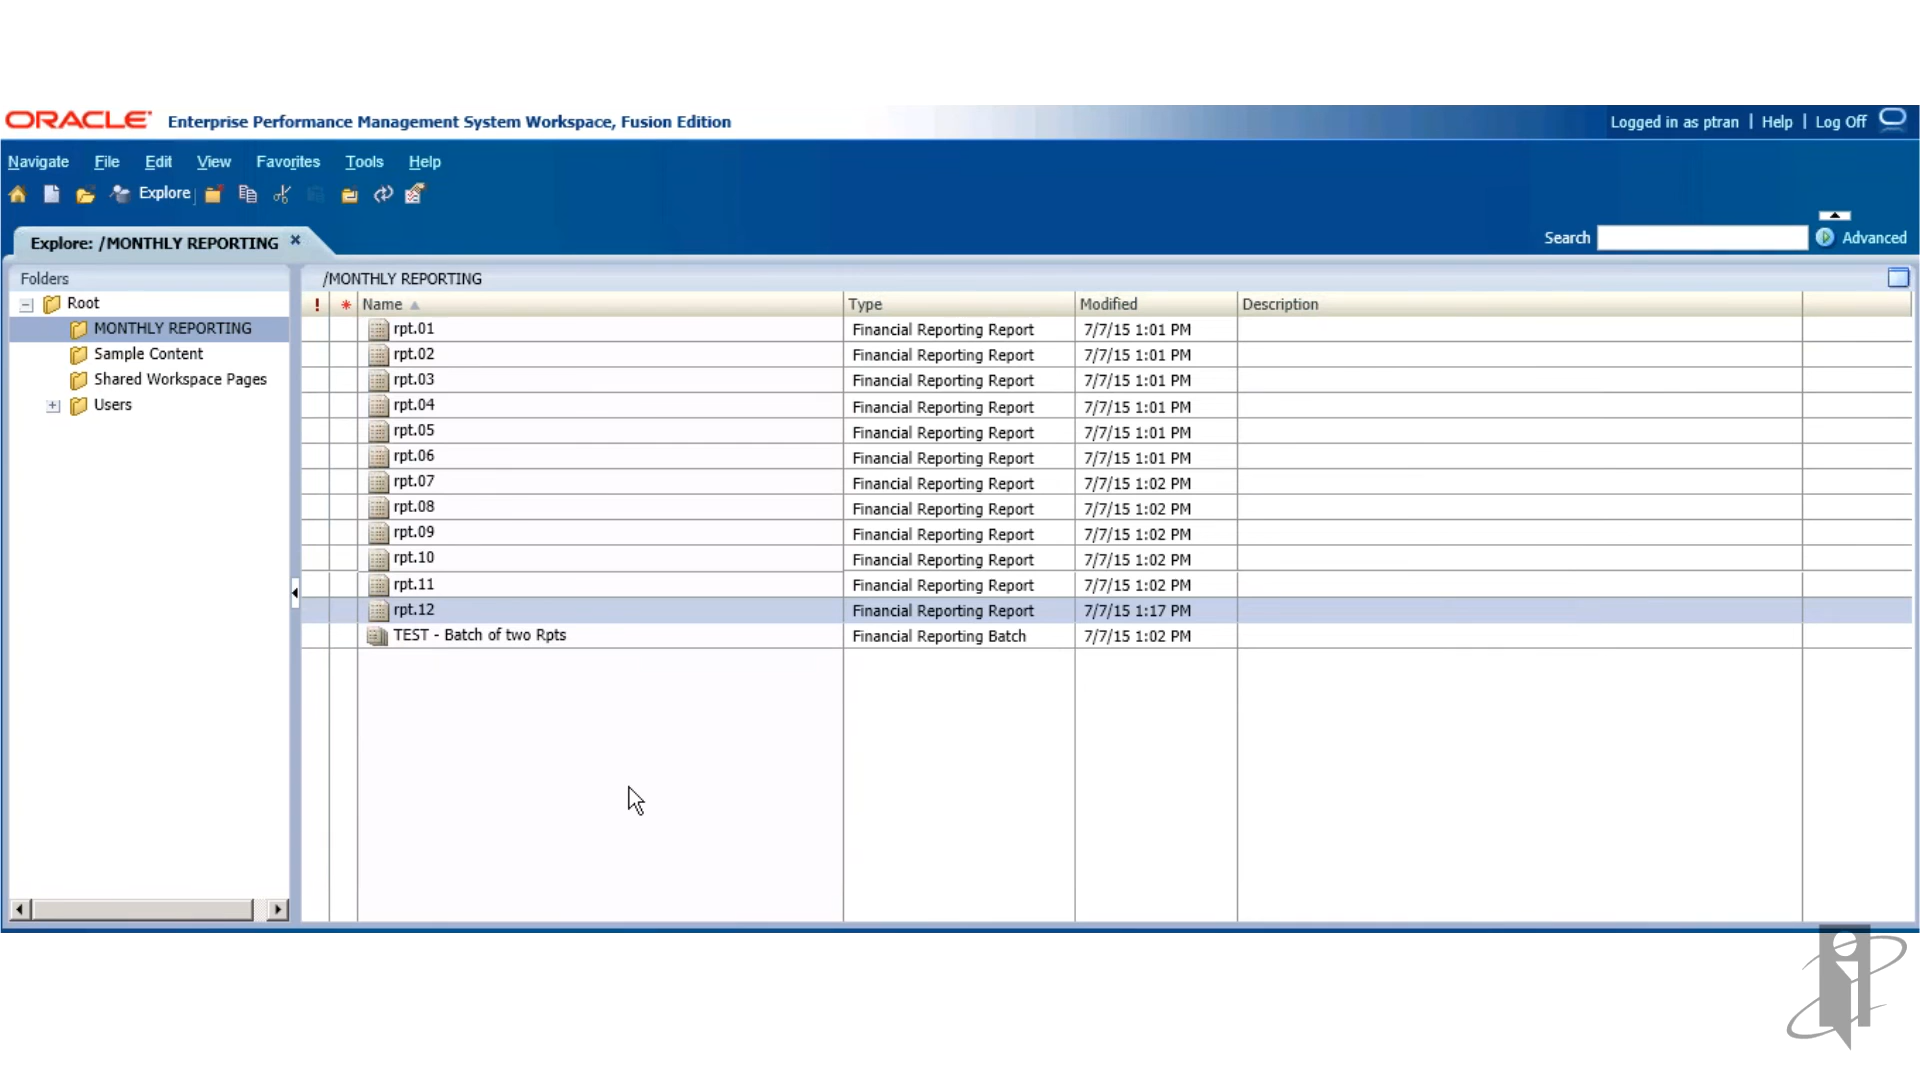 ORACLE Enterprise Performance Management System Workspace, Fusion Edition Logged in as ptran | Help | Log Off
Navigate File Edit View Favorites Tools Help
Explore
Explore: /MONTHLY REPORTING Search Advanced
Folders /MONTHLY REPORTING
! * Name Type Modified Description
Root
MONTHLY REPORTING
Sample Content
Shared Workspace Pages
Users
rpt.01 Financial Reporting Report 7/7/15 1:01 PM
rpt.02 Financial Reporting Report 7/7/15 1:01 PM
rpt.03 Financial Reporting Report 7/7/15 1:01 PM
rpt.04 Financial Reporting Report 7/7/15 1:01 PM
rpt.05 Financial Reporting Report 7/7/15 1:01 PM
rpt.06 Financial Reporting Report 7/7/15 1:01 PM
rpt.07 Financial Reporting Report 7/7/15 1:02 PM
rpt.08 Financial Reporting Report 7/7/15 1:02 PM
rpt.09 Financial Reporting Report 7/7/15 1:02 PM
rpt.10 Financial Reporting Report 7/7/15 1:02 PM
rpt.11 Financial Reporting Report 7/7/15 1:02 PM
rpt.12 Financial Reporting Report 7/7/15 1:17 PM
TEST - Batch of two Rpts Financial Reporting Batch 7/7/15 1:02 PM